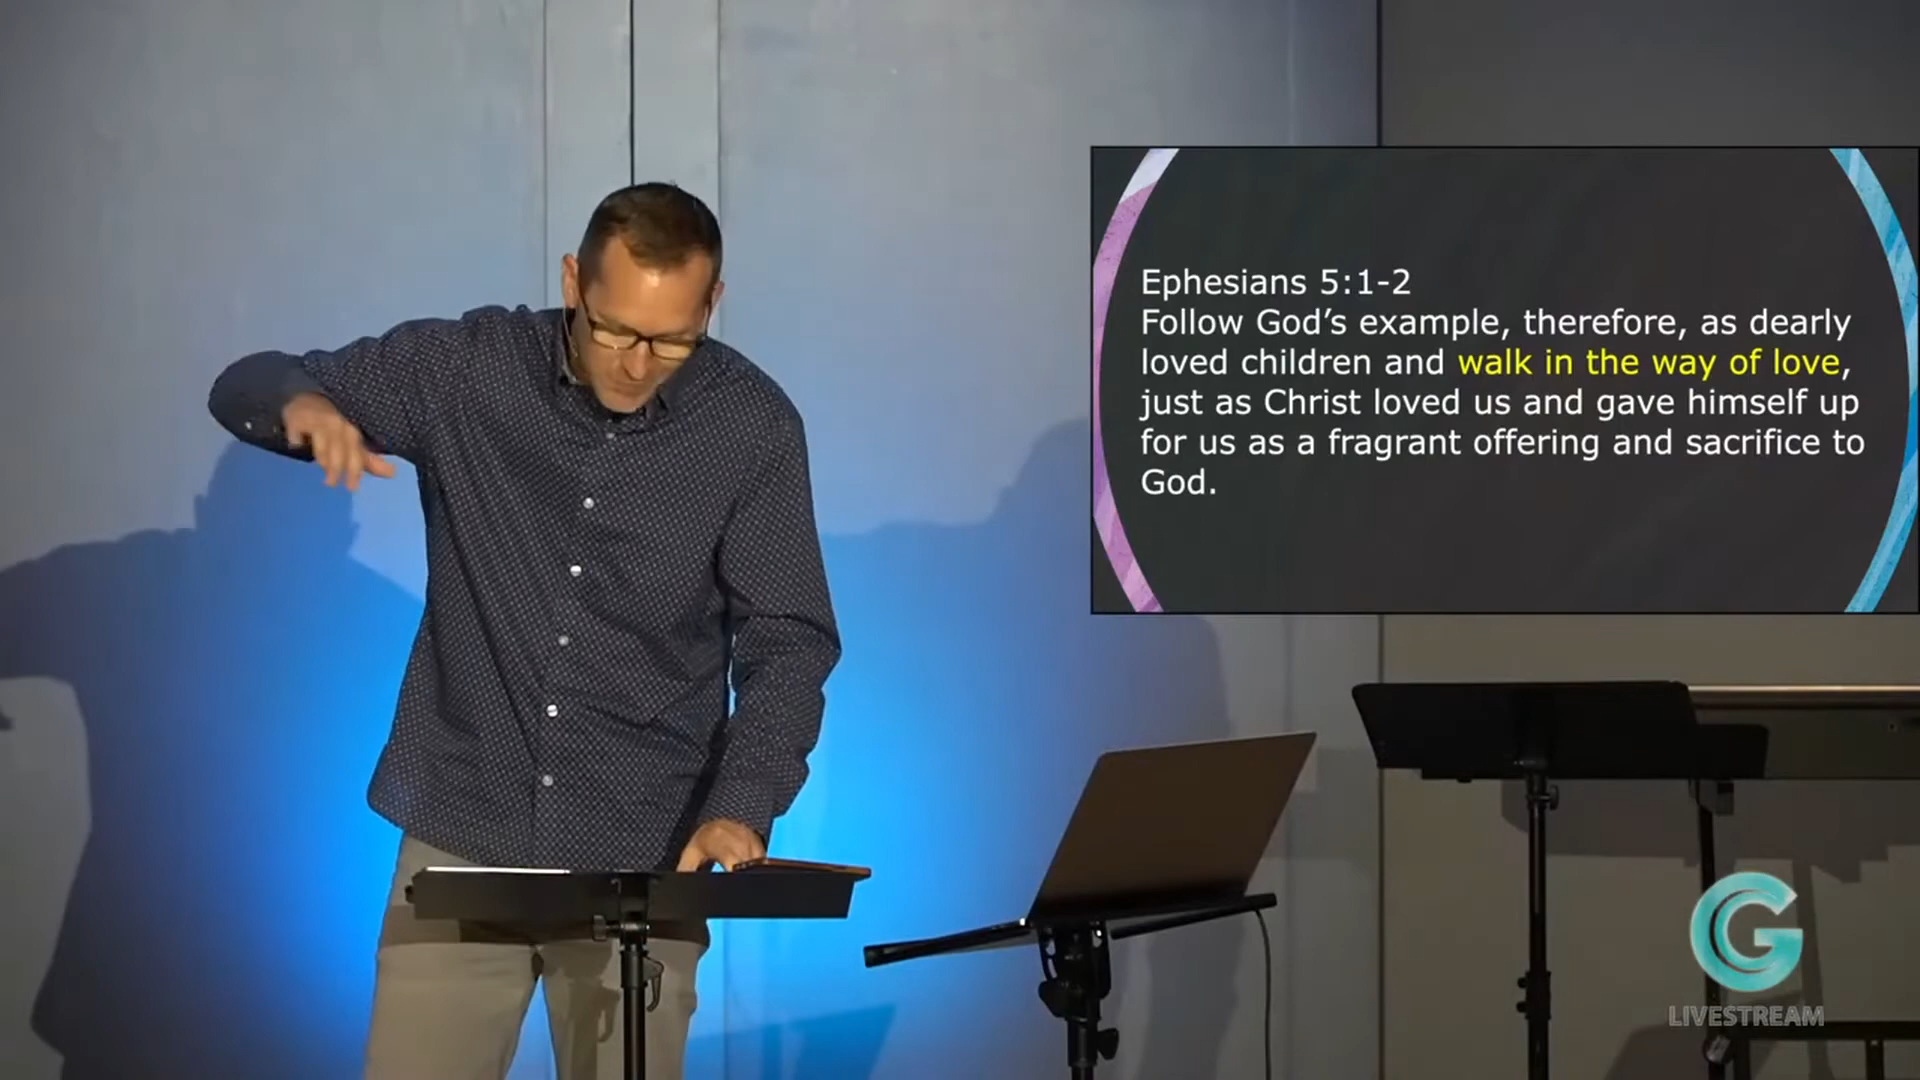 Ephesians 5:1-2
Follow God’s example, therefore, as dearly
loved children and walk in the way of love,
just as Christ loved us and gave himself up
for us as a fragrant offering and sacrifice to
God.
G
LIVESTREAM